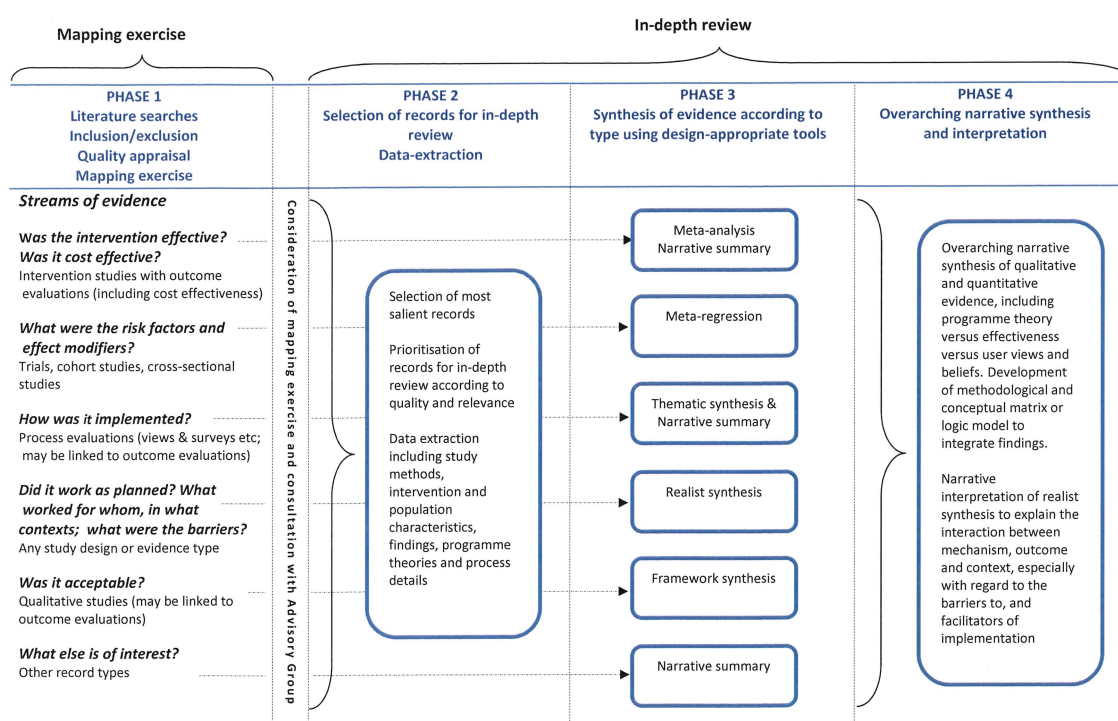 Mapping exercise
In-depth review
PHASE 1
Literature searches
Inclusion/exclusion
Quality appraisal
Mapping exercise
PHASE 2
Selection of records for in-depth
review
Data-extraction
PHASE 3
Synthesis of evidence according to
type using design-appropriate tools
PHASE 4
Overarching narrative synthesis
and interpretation
Streams of evidence
Was the intervention effective?
Was it cost effective?
Intervention studies with outcome
evaluations (including cost effectiveness)
What were the risk factors and
effect modifiers?
Trials, cohort studies, cross-sectional
studies
How was it implemented?
Process evaluations (views & surveys etc;
may be linked to outcome evaluations)
Did it work as planned? What
worked for whom, in what
contexts; what were the barriers?
Any study design or evidence type
Was it acceptable?
Qualitative studies (may be linked to
outcome evaluations)
What else is of interest?
Other record types
Consideration of mapping exercise and consultation with Advisory Group
Selection of most
salient records
Prioritisation of
records for in-depth
review according to
quality and relevance
Data extraction
including study
methods,
intervention and
population
characteristics,
findings, programme
theories and process
details
Meta-analysis
Narrative summary
Meta-regression
Thematic synthesis &
Narrative summary
Realist synthesis
Framework synthesis
Narrative summary
Overarching narrative
synthesis of qualitative
and quantitative
evidence, including
programme theory
versus effectiveness
versus user views and
beliefs. Development
of methodological and
conceptual matrix or
logic model to
integrate findings.
Narrative
interpretation of realist
synthesis to explain the
interaction between
mechanism, outcome
and context, especially
with regard to the
barriers to, and
facilitators of
implementation